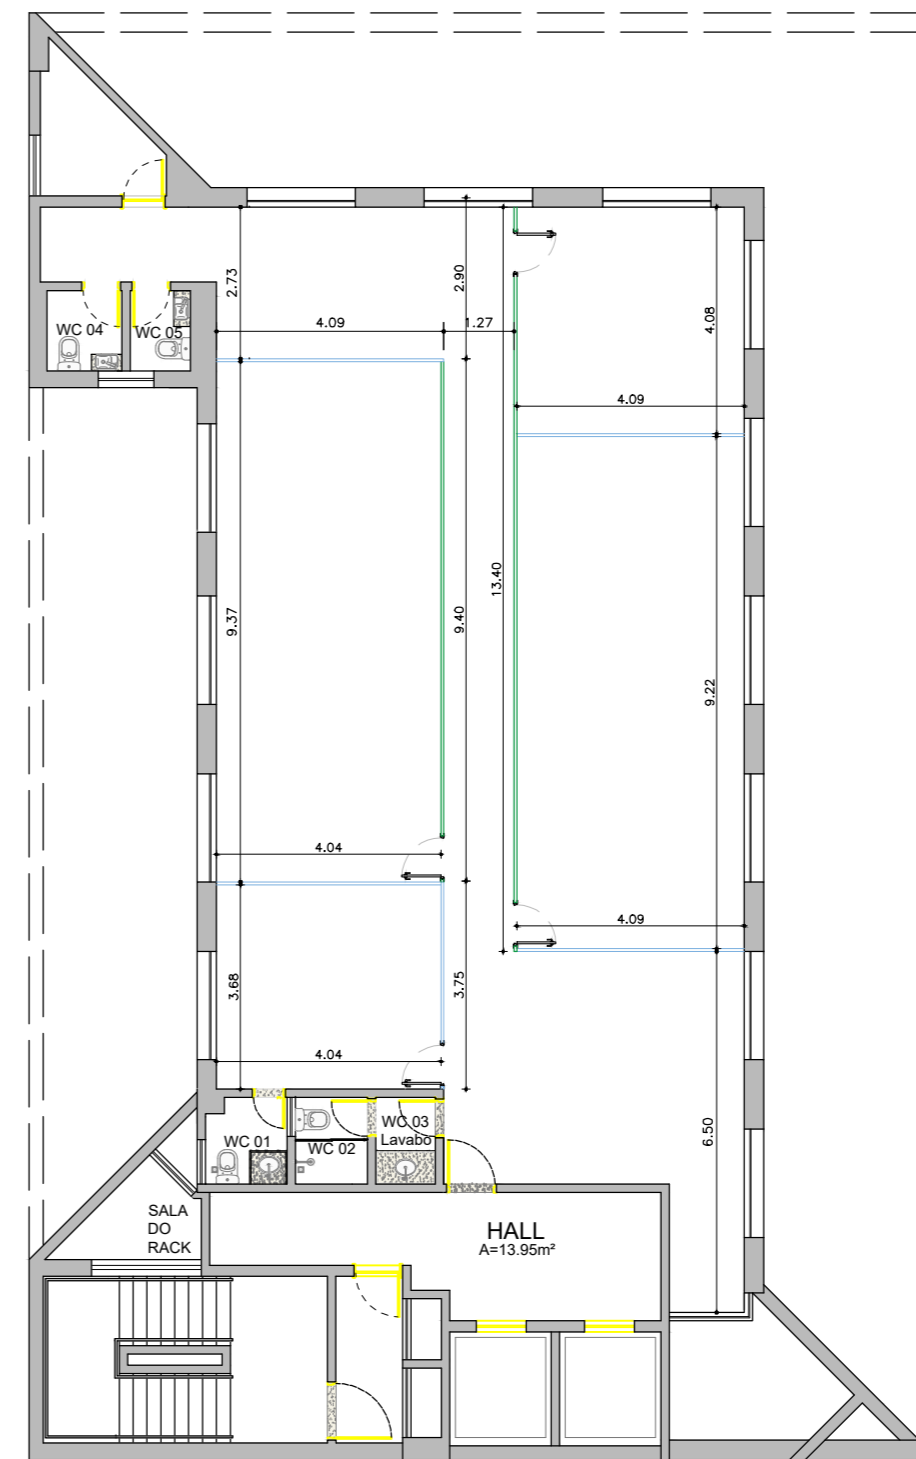 2.73
2.90
4.08
WC 04
WC 05
4.09
1.27
4.09
13.40
9.37
9.40
9.22
4.04
4.09
3.68
3.75
4.04
6.50
WC 01
WC 02
WC 03
Lavabo
SALA
DO
RACK
HALL
A=13.95m²